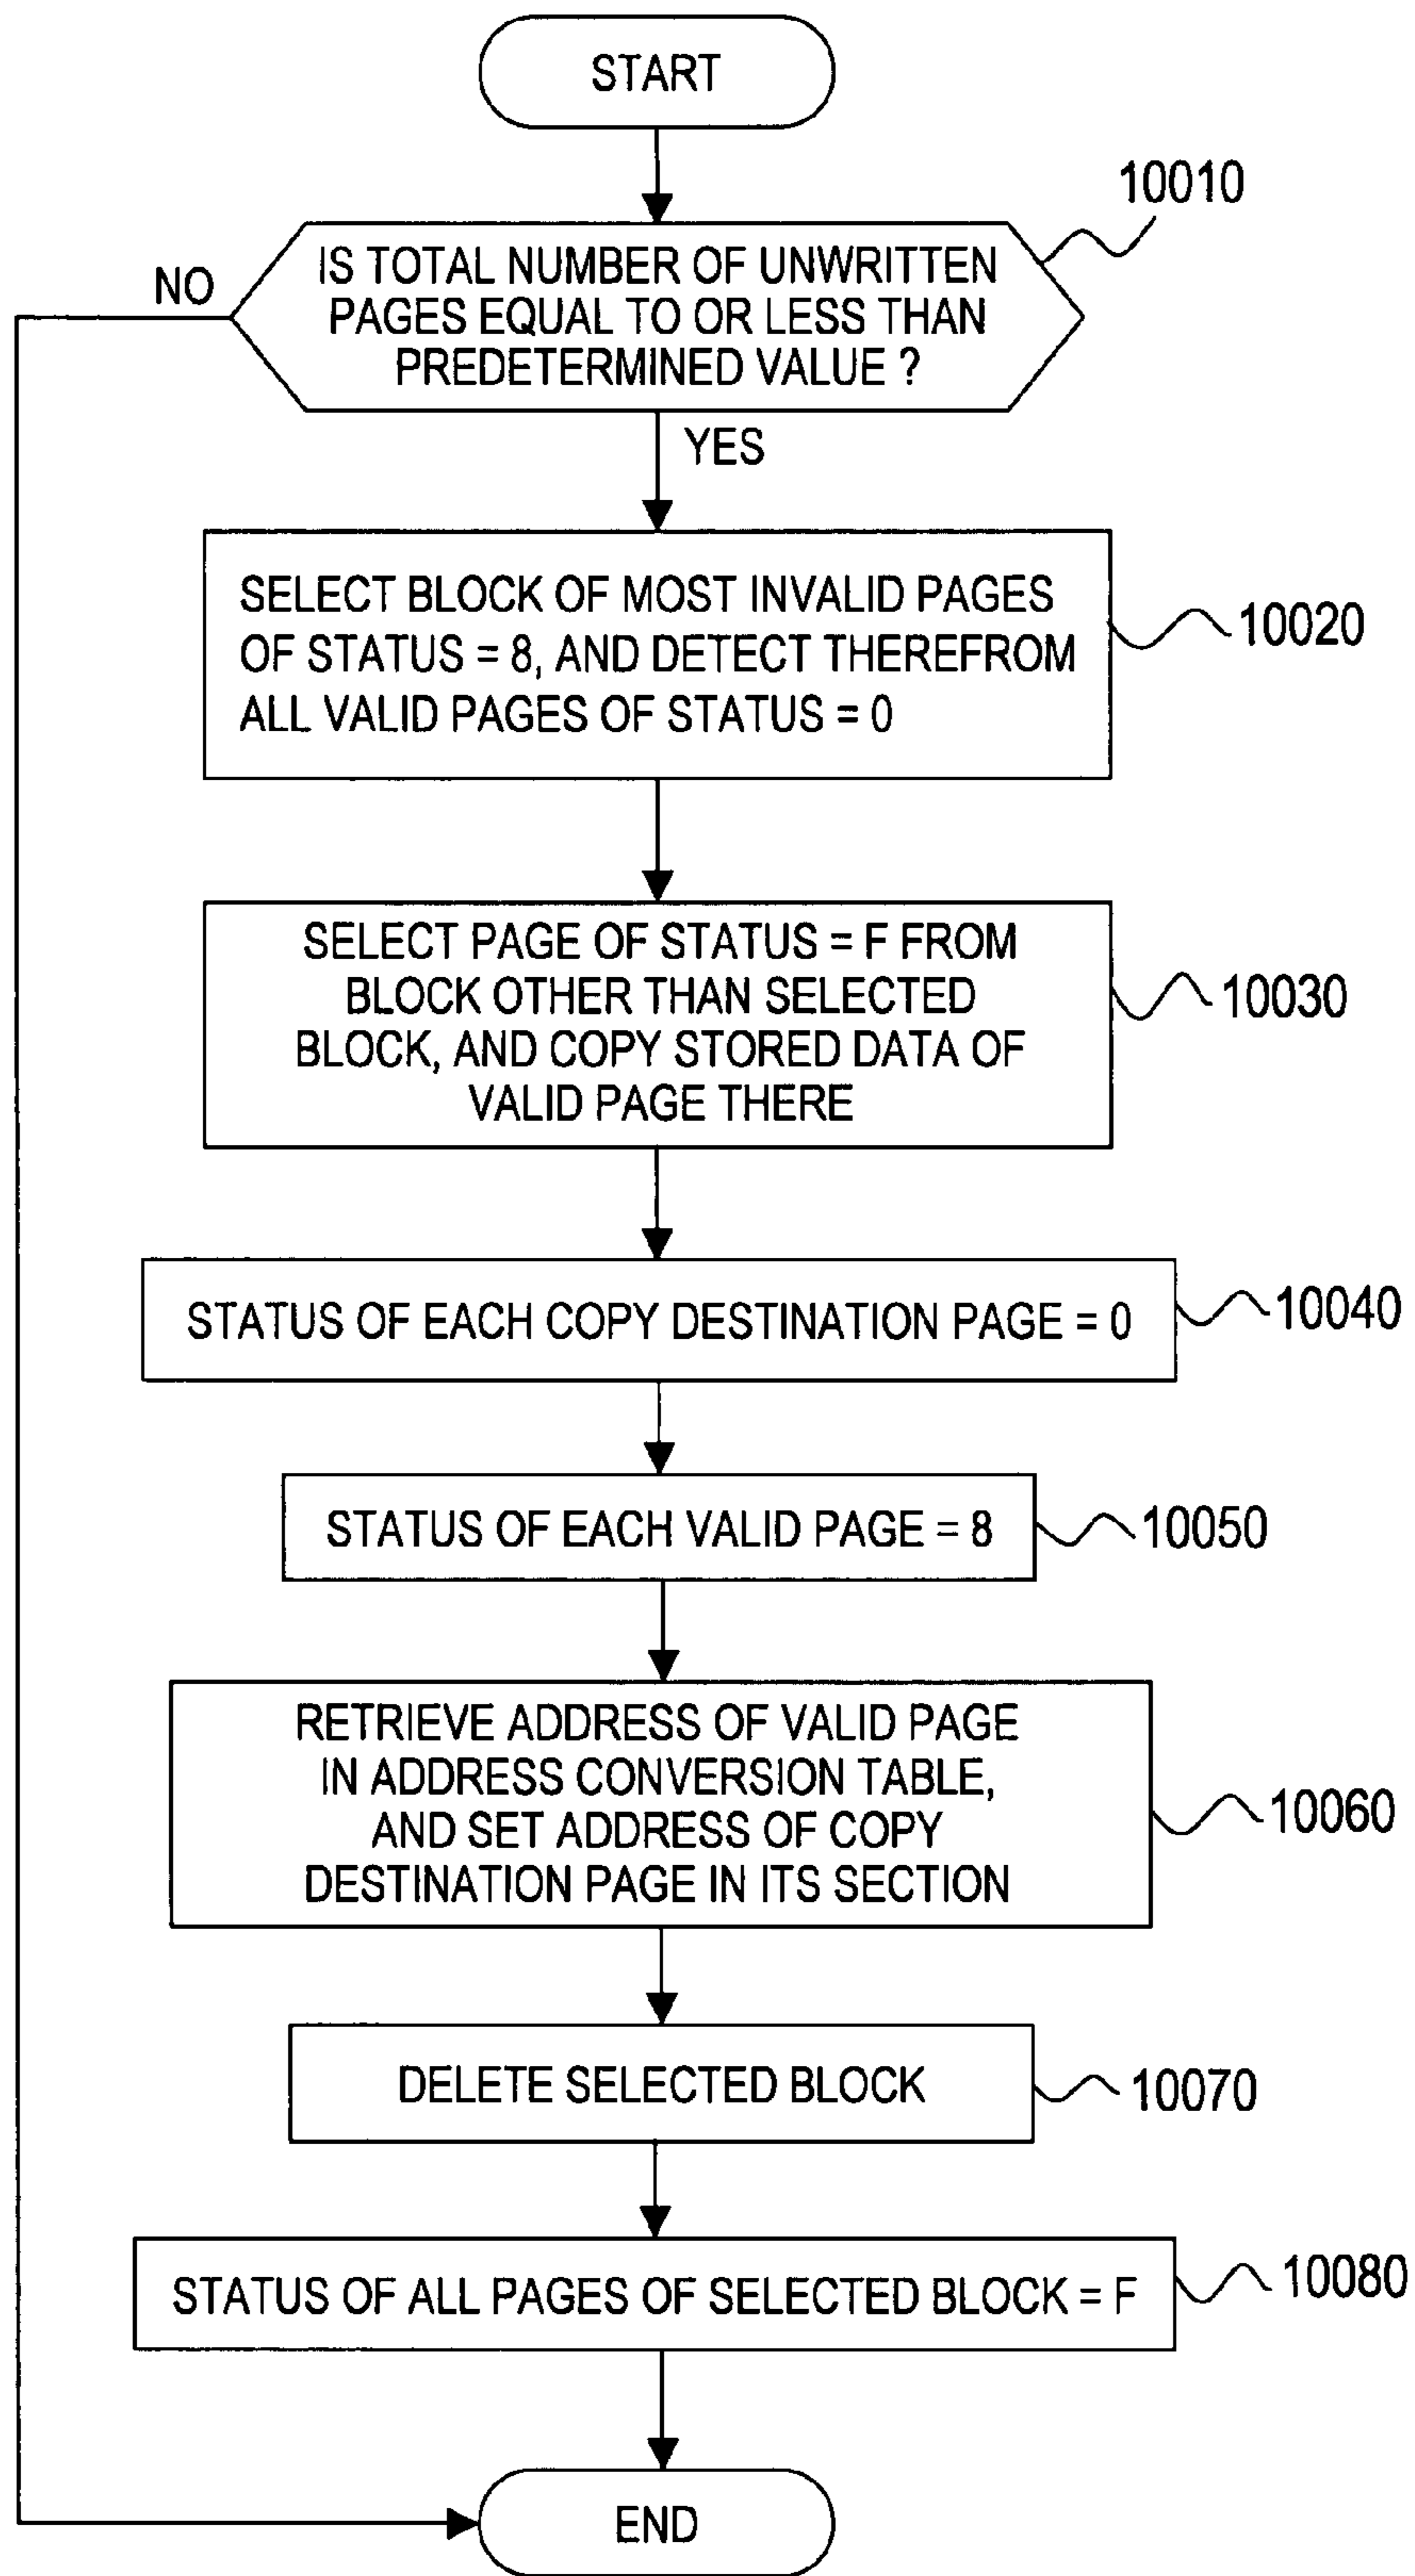 START
10010
NO
IS TOTAL NUMBER OF UNWRITTEN
PAGES EQUAL TO OR LESS THAN
PREDETERMINED VALUE ?
YES
SELECT BLOCK OF MOST INVALID PAGES
OF STATUS = 8, AND DETECT THEREFROM
ALL VALID PAGES OF STATUS = 0
10020
SELECT PAGE OF STATUS = F FROM
BLOCK OTHER THAN SELECTED
BLOCK, AND COPY STORED DATA OF
VALID PAGE THERE
10030
STATUS OF EACH COPY DESTINATION PAGE = 0
10040
STATUS OF EACH VALID PAGE = 8
10050
RETRIEVE ADDRESS OF VALID PAGE
IN ADDRESS CONVERSION TABLE,
AND SET ADDRESS OF COPY
DESTINATION PAGE IN ITS SECTION
10060
DELETE SELECTED BLOCK
10070
STATUS OF ALL PAGES OF SELECTED BLOCK = F
10080
END